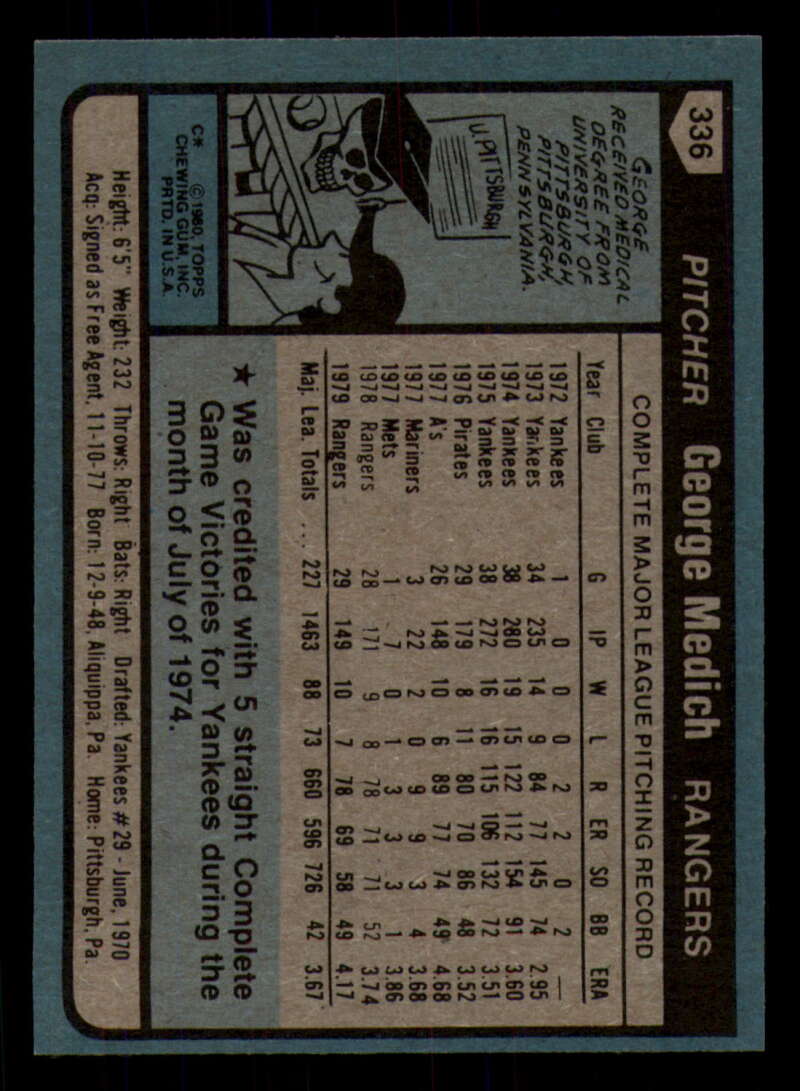 336 PITCHER George Medich RANGERS
COMPLETE MAJOR LEAGUE PITCHING RECORD
Year Club G IP W L R ER SO BB ERA
1972 Yankees 1 0 0 0 2 2 0 2 —
1973 Yankees 34 235 14 9 84 77 145 74 2.95
1974 Yankees 38 280 19 15 122 112 154 91 3.60
1975 Yankees 38 272 16 16 115 106 132 72 3.51
1976 Pirates 29 179 8 11 80 70 86 48 3.52
1977 A's 26 148 10 6 89 77 74 49 4.68
1977 Mariners 3 22 2 0 9 9 3 4 3.68
1977 Mets 1 7 0 1 3 3 3 1 3.86
1978 Rangers 28 171 9 8 78 71 71 52 3.74
1979 Rangers 29 149 10 7 78 69 58 49 4.17
Maj. Lea. Totals ... 227 1463 88 73 660 596 726 42 3.67
GEORGE
RECEIVED MEDICAL
DEGREE FROM
UNIVERSITY OF
PITTSBURGH,
PITTSBURGH,
PENNSYLVANIA.
U. PITTSBURGH
C* © 1980, TOPPS
CHEWING GUM, INC.
PRTD. IN U.S.A.
★ Was credited with 5 straight Complete
Game Victories for Yankees during the
month of July of 1974.
Height: 6'5" Weight: 232 Throws: Right Bats: Right Drafted: Yankees #29 - June, 1970
Acq: Signed as Free Agent, 11-10-77 Born: 12-9-48, Aliquippa, Pa. Home: Pittsburgh, Pa.